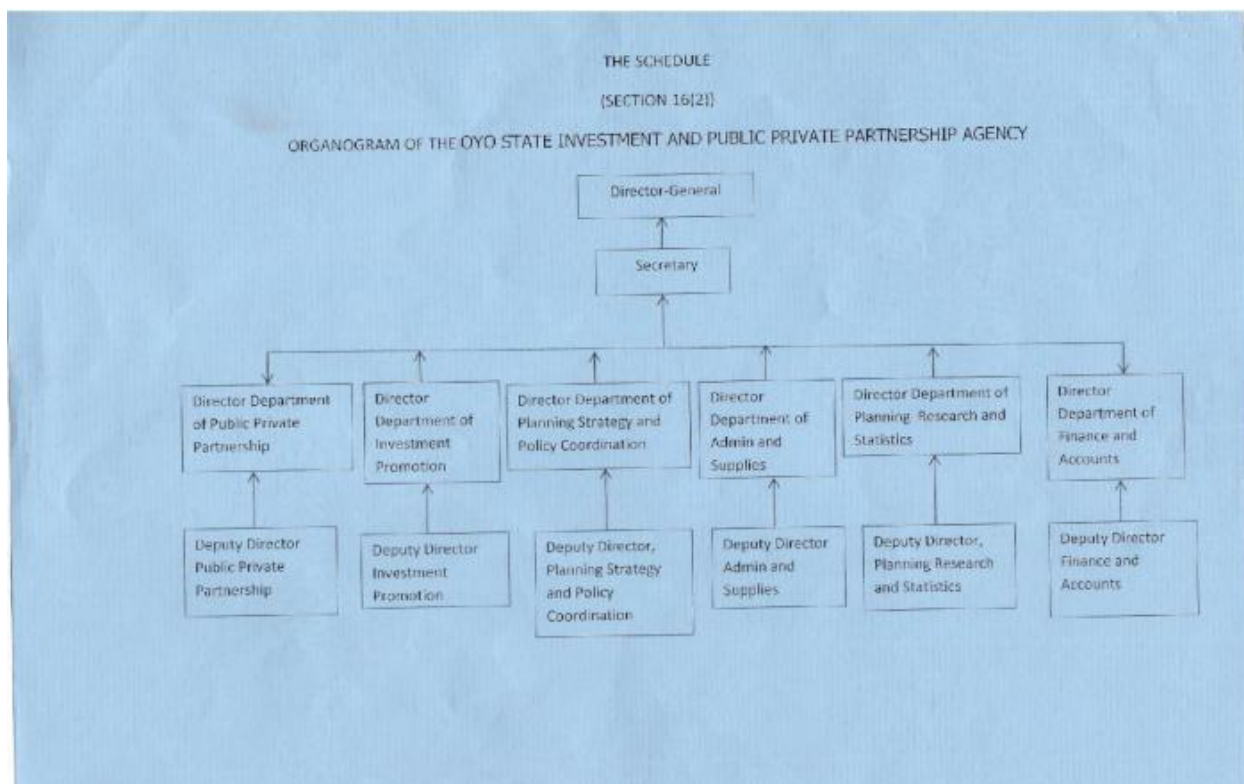 THE SCHEDULE
(SECTION 16(2))
ORGANOGRAM OF THE OYO STATE INVESTMENT AND PUBLIC PRIVATE PARTNERSHIP AGENCY
Director-General
Secretary
Director Department
of Public Private
Partnership
Director
Department of
Investment
Promotion
Director Department of
Planning Strategy and
Policy Coordination
Director
Department of
Admin and
Supplies
Director Department of
Planning Research and
Statistics
Director
Department of
Finance and
Accounts
Deputy Director
Public Private
Partnership
Deputy Director
Investment
Promotion
Deputy Director,
Planning Strategy
and Policy
Coordination
Deputy Director
Admin and
Supplies
Deputy Director,
Planning Research
and Statistics
Deputy Director
Finance and
Accounts